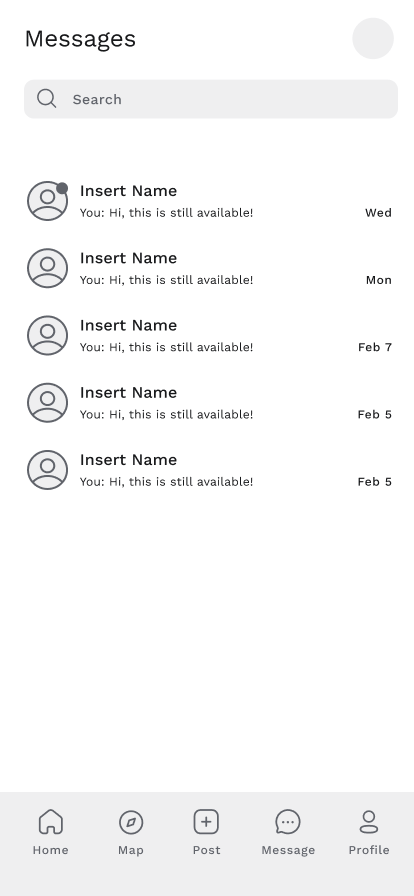 Messages
Search
Insert Name
You: Hi, this is still available!
Wed
Insert Name
You: Hi, this is still available!
Mon
Insert Name
You: Hi, this is still available!
Feb 7
Insert Name
You: Hi, this is still available!
Feb 5
Insert Name
You: Hi, this is still available!
Feb 5
Home
Map
Post
Message
Profile